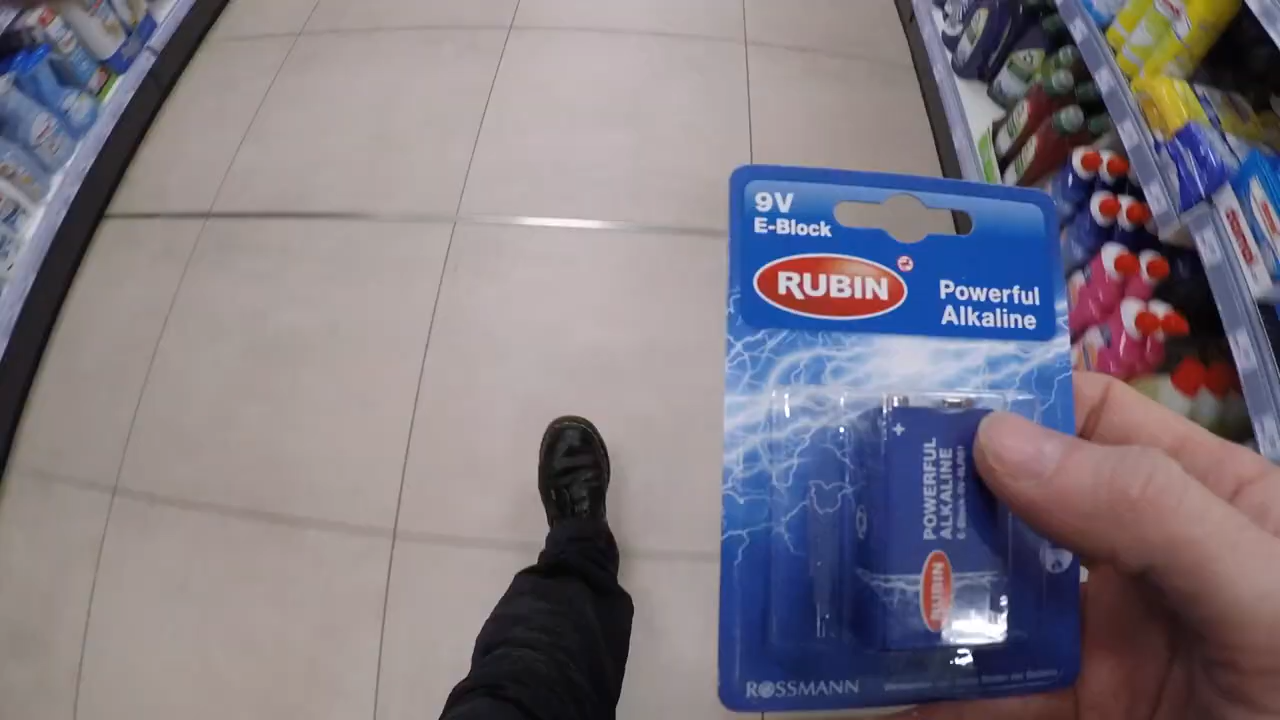 9V
E-Block
RUBIN
Powerful
Alkaline
+
POWERFUL
ALKALINE
RUBIN
ROSSMANN